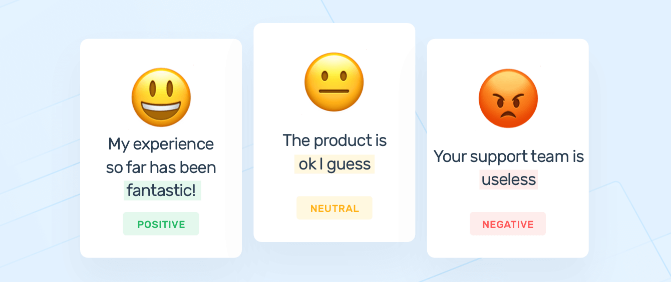 My experience
so far has been
fantastic!
POSITIVE
The product is
ok I guess
NEUTRAL
Your support team is
useless
NEGATIVE